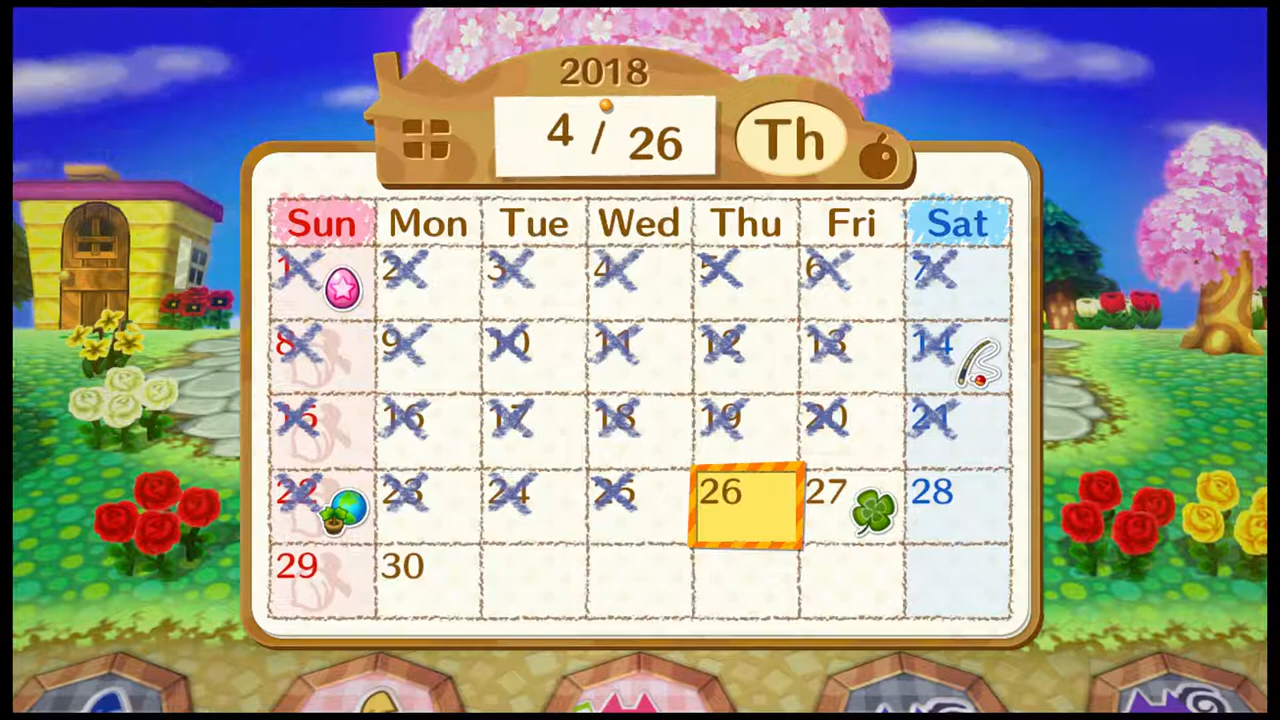 2018
4 / 26 Th
Sun Mon Tue Wed Thu Fri Sat
1 2 3 4 5 6 7
8 9 10 11 12 13 14
15 16 17 18 19 20 21
22 23 24 25 26 27 28
29 30